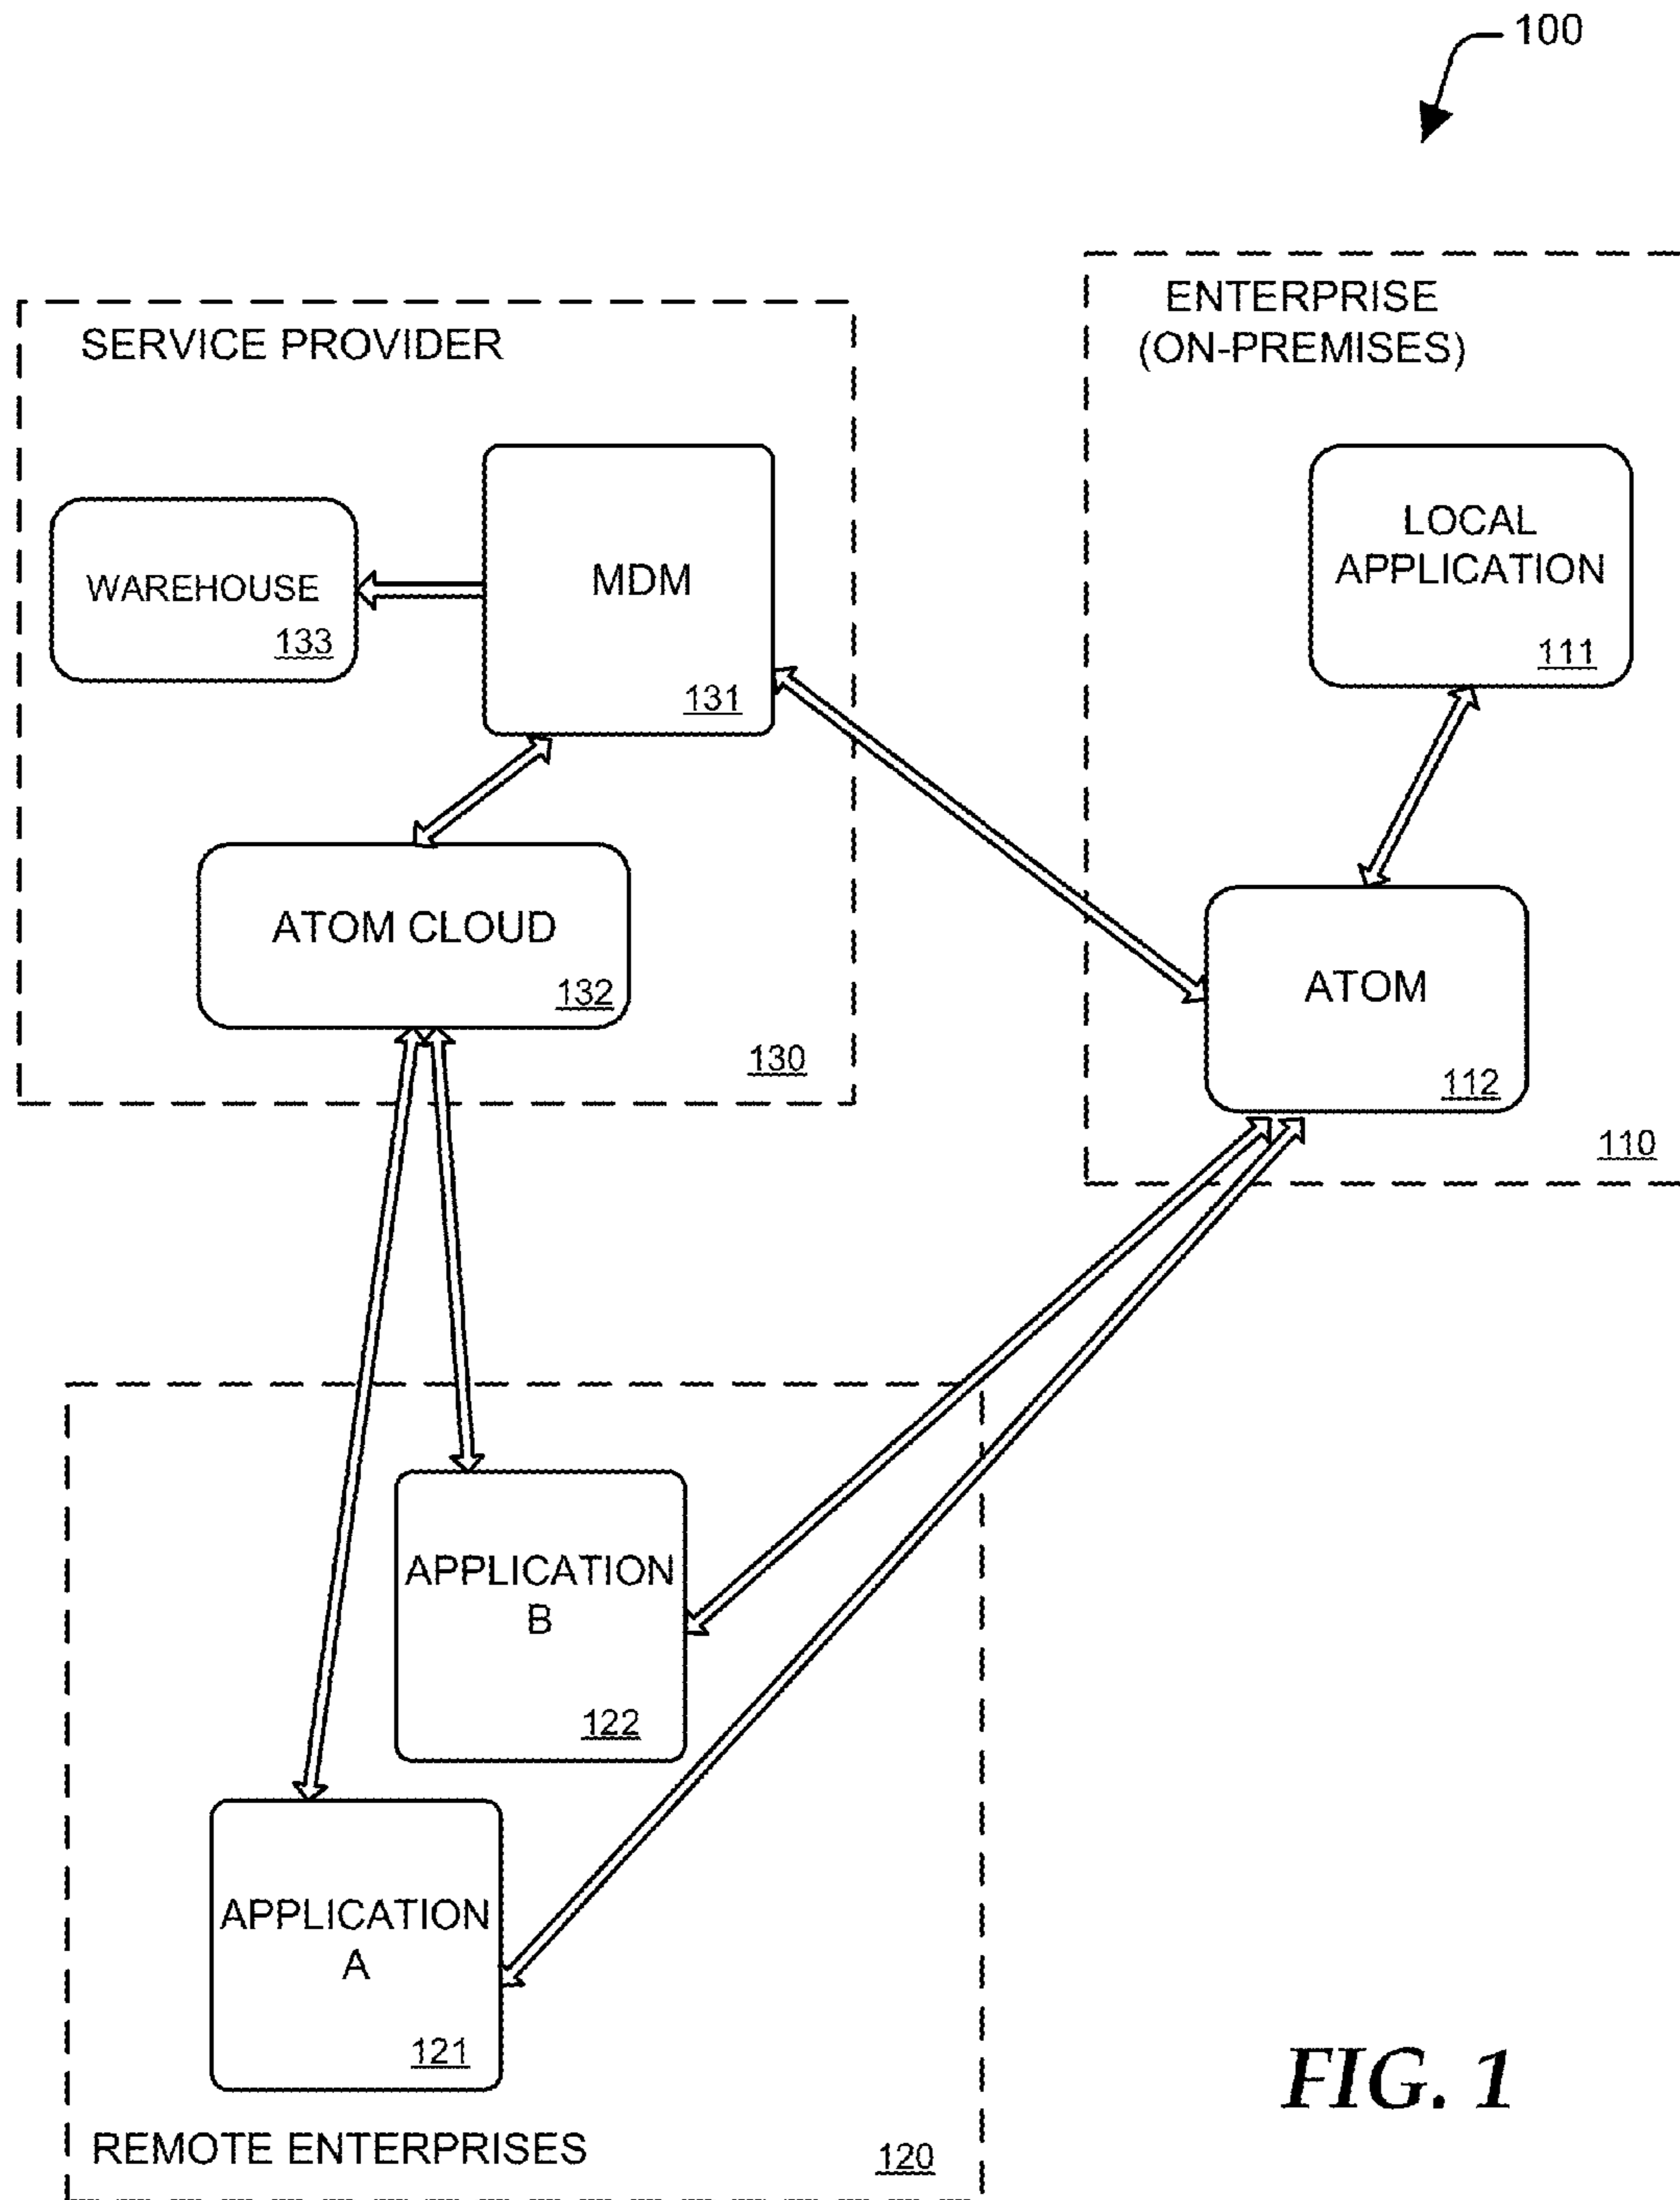 100
SERVICE PROVIDER
WAREHOUSE
133
MDM
131
ATOM CLOUD
132
130
ENTERPRISE
(ON-PREMISES)
LOCAL
APPLICATION
111
ATOM
112
110
APPLICATION
B
122
APPLICATION
A
121
REMOTE ENTERPRISES
120
FIG. 1